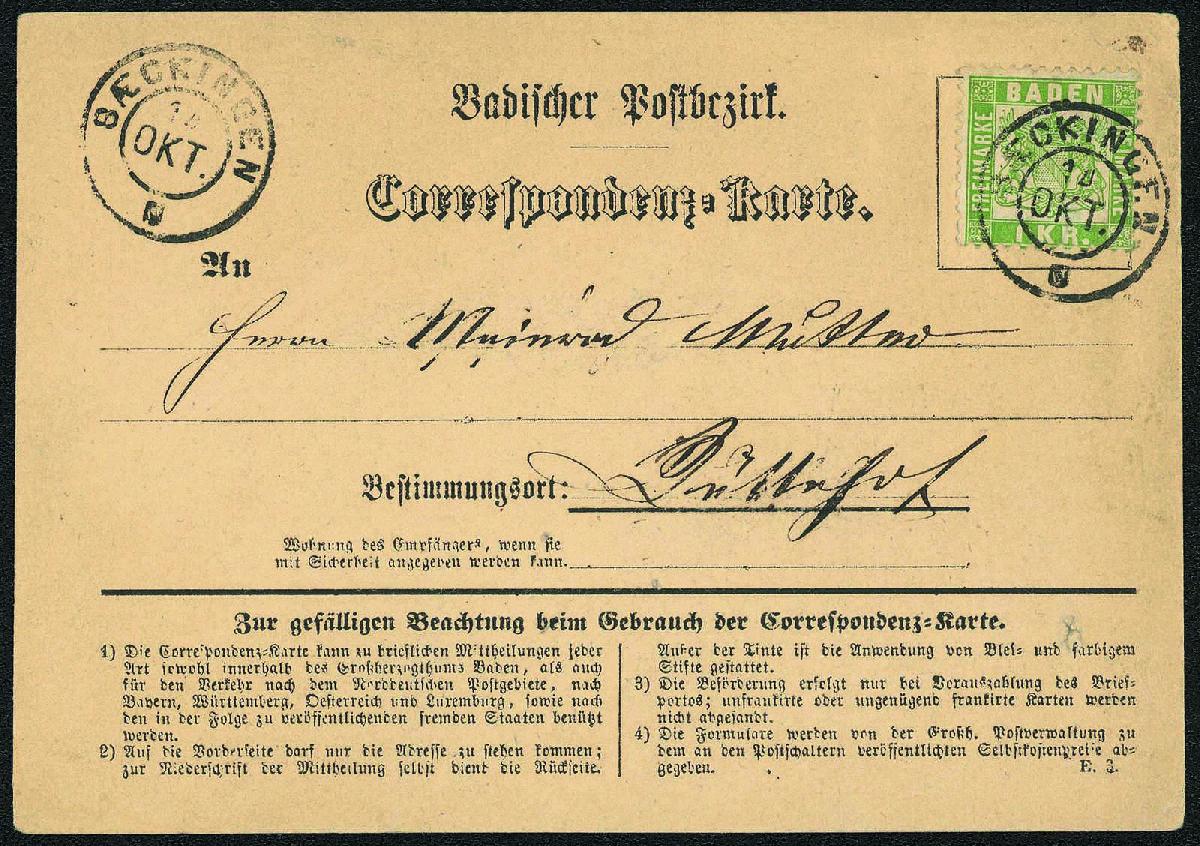 SÆCKINGEN
14
OKT.
Badischer Postbezirk.
Correspondenz-Karte.
BADEN
FREIMARKE
1 KR.
SÆCKINGEN
14
OKT.
An
Herrn Meinrad Mutter
Bestimmungsort:
Wohnung des Empfängers, wenn sie
mit Sicherheit angegeben werden kann.
Zur gefälligen Beachtung beim Gebrauch der Correspondenz-Karte.
1) Die Correspondenz-Karte kann zu brieflichen Mittheilungen jeder
Art sowohl innerhalb des Großherzogthums Baden, als auch
für den Verkehr nach dem Norddeutschen Postgebiete, nach
Bayern, Württemberg, Oesterreich und Luxemburg, sowie nach
den in der Folge zu veröffentlichenden fremden Staaten benützt
werden.
2) Auf die Vorderseite darf nur die Adresse zu stehen kommen;
zur Niederschrift der Mittheilung selbst dient die Rückseite.
Außer der Tinte ist die Anwendung von Blei- und farbigem
Stifte gestattet.
3) Die Beförderung erfolgt nur bei Vorauszahlung des Brief-
portos; unfrankirte oder ungenügend frankirte Karten werden
nicht abgesandt.
4) Die Formulare werden von der Großh. Postverwaltung zu
dem an den Postschaltern veröffentlichten Selbstkostenpreise ab-
gegeben.
E. 3.